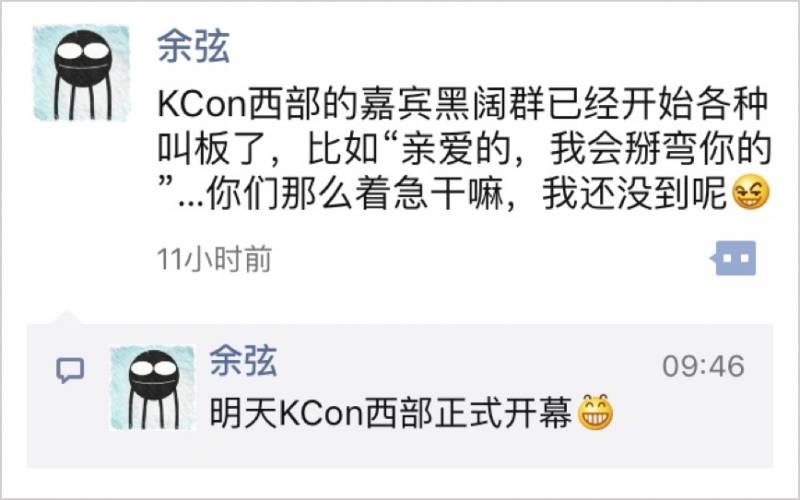 余弦
KCon西部的嘉宾黑阔群已经开始各种
叫板了，比如“亲爱的，我会掰弯你的
”...你们那么着急干嘛，我还没到呢😏
11小时前
余弦
09:46
明天KCon西部正式开幕😁